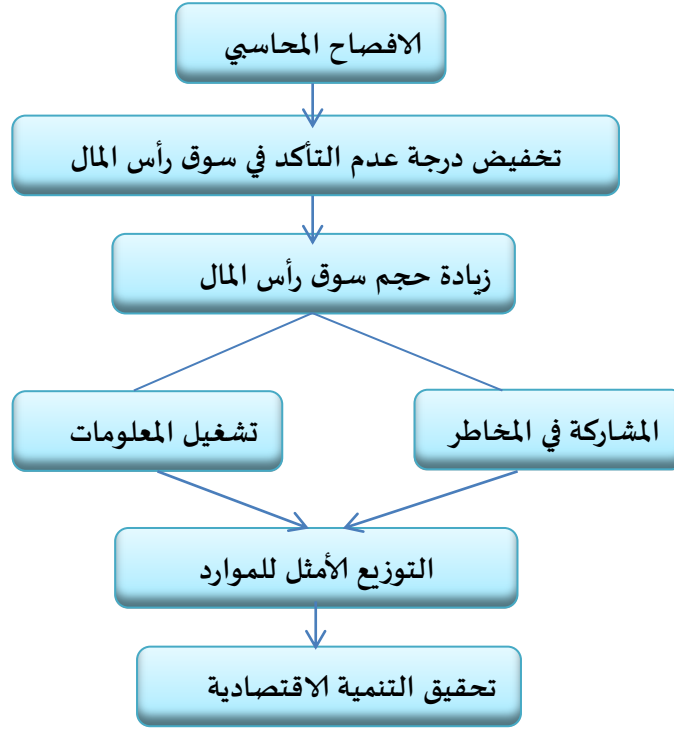 الافصاح المحاسبي
تخفيض درجة عدم التأكد في سوق رأس المال
زيادة حجم سوق رأس المال
المشاركة في المخاطر
تشغيل المعلومات
التوزيع الأمثل للموارد
تحقيق التنمية الاقتصادية